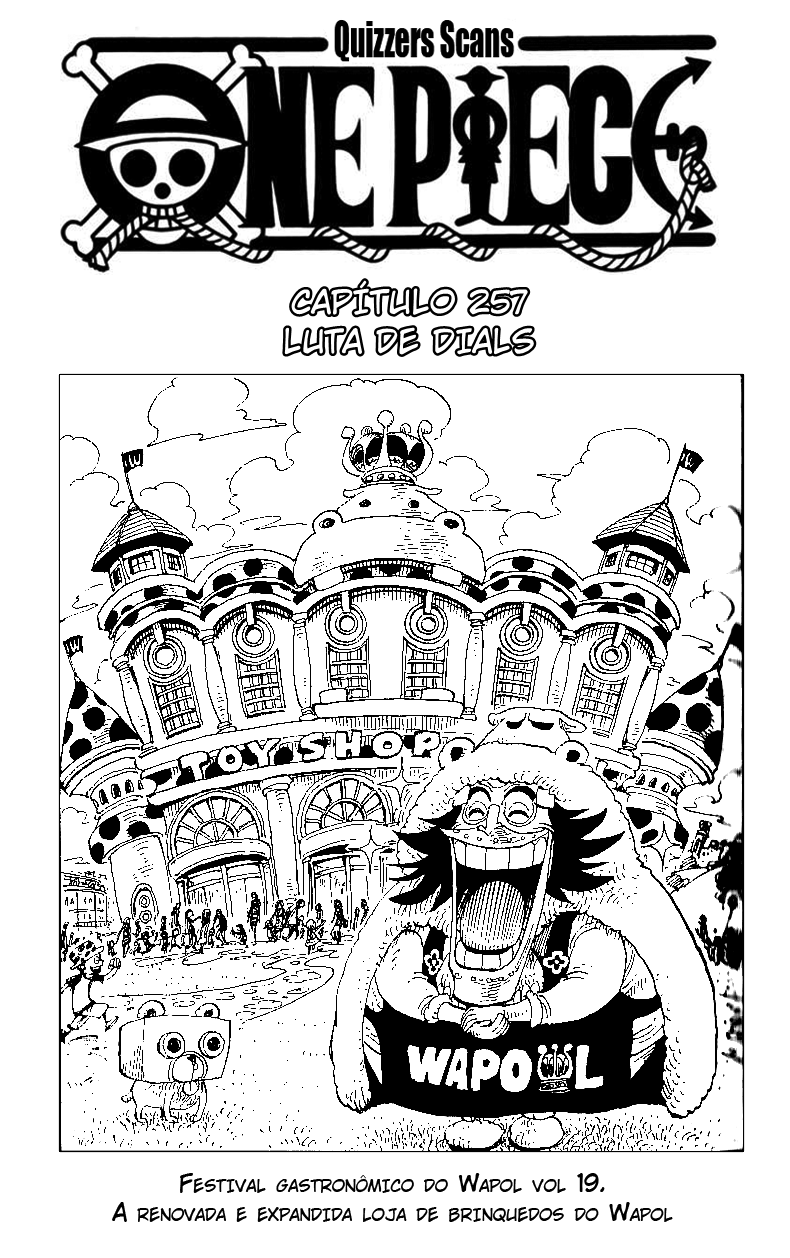 Quizzers Scans
ONE PIECE
CAPÍTULO 257
LUTA DE DIALS
W
W
W
TOY SHOP
WAPOL
FESTIVAL GASTRONÔMICO DO WAPOL VOL 19.
A RENOVADA E EXPANDIDA LOJA DE BRINQUEDOS DO WAPOL